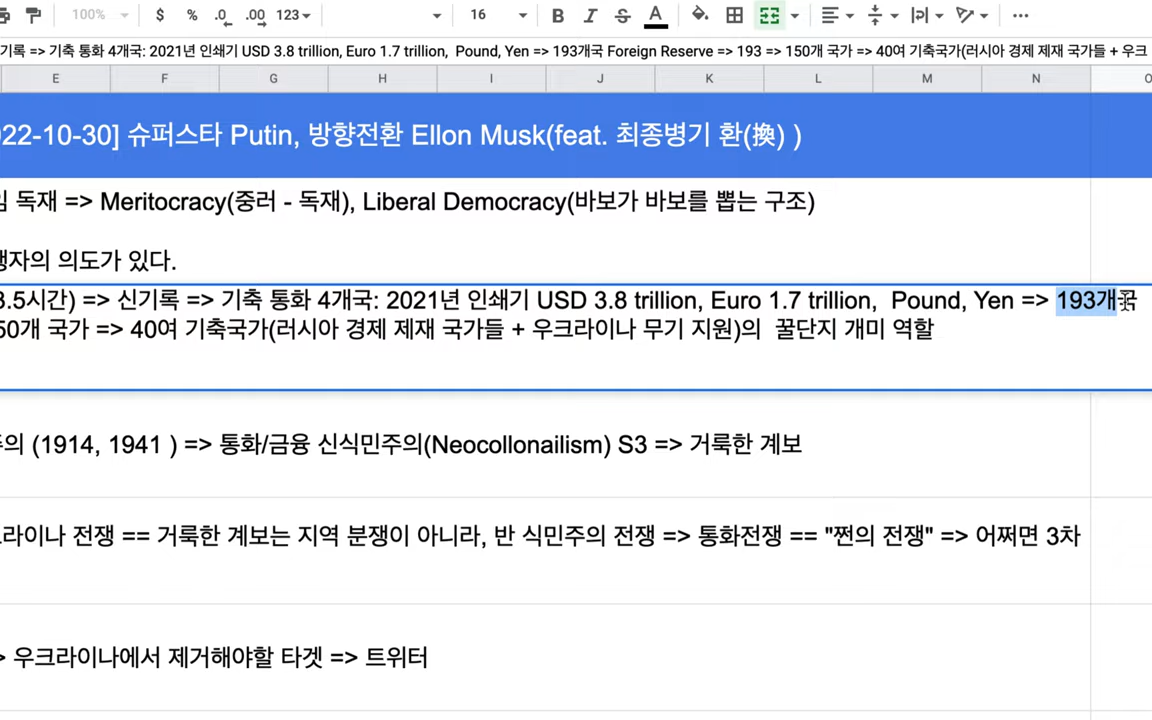 100% $ % .0 .00 123 16 B I S A
기록 => 기축 통화 4개국: 2021년 인쇄기 USD 3.8 trillion, Euro 1.7 trillion, Pound, Yen => 193개국 Foreign Reserve => 193 => 150개 국가 => 40여 기축국가(러시아 경제 제재 국가들 + 우크
E F G H I J K L M N O
22-10-30] 슈퍼스타 Putin, 방향전환 Ellon Musk(feat. 최종병기 환(換) )
독재 => Meritocracy(중러 - 독재), Liberal Democracy(바보가 바보를 뽑는 구조)
쟁자의 의도가 있다.
3.5시간) => 신기록 => 기축 통화 4개국: 2021년 인쇄기 USD 3.8 trillion, Euro 1.7 trillion, Pound, Yen => 193개국
50개 국가 => 40여 기축국가(러시아 경제 제재 국가들 + 우크라이나 무기 지원)의 꿀단지 개미 역할
주의 (1914, 1941 ) => 통화/금융 신식민주의(Neocollonailism) S3 => 거룩한 계보
라이나 전쟁 == 거룩한 계보는 지역 분쟁이 아니라, 반 식민주의 전쟁 => 통화전쟁 == "쩐의 전쟁" => 어쩌면 3차
> 우크라이나에서 제거해야할 타겟 => 트위터